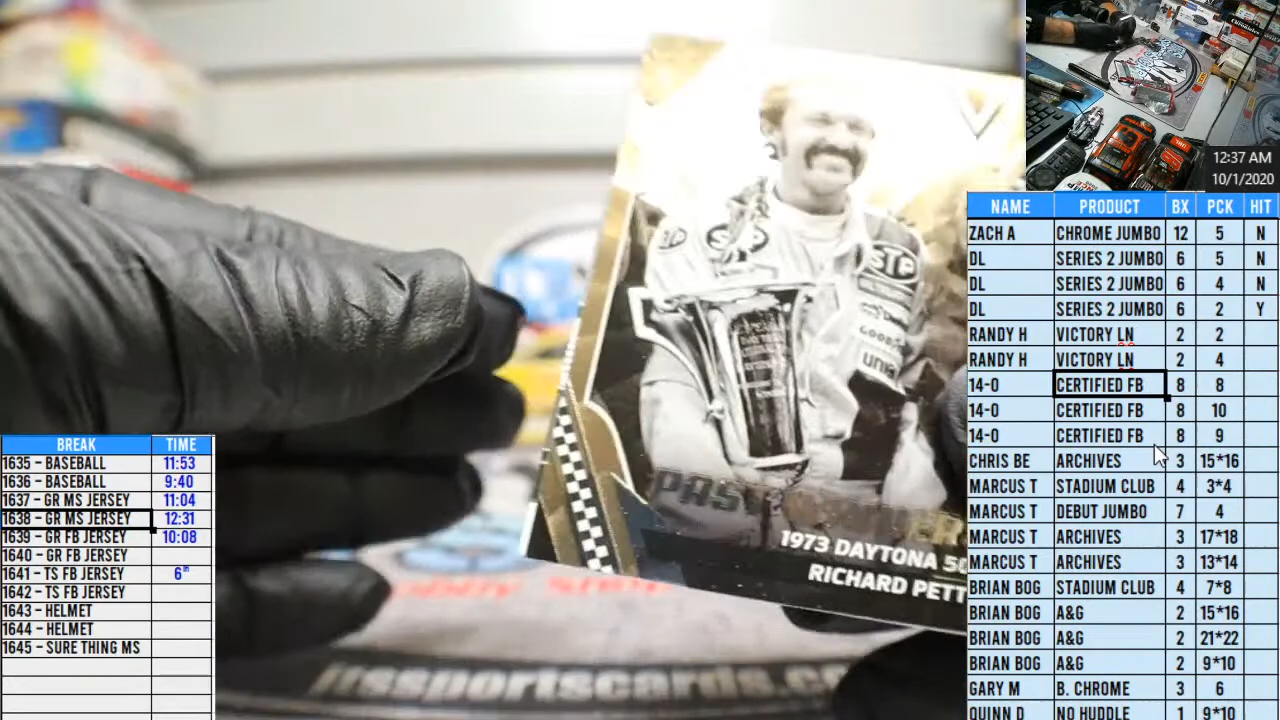 12:37 AM
10/1/2020
NAME PRODUCT BX PCK HIT
ZACH A CHROME JUMBO 12 5 N
DL SERIES 2 JUMBO 6 5 N
DL SERIES 2 JUMBO 6 4 N
DL SERIES 2 JUMBO 6 2 Y
RANDY H VICTORY LN 2 2
RANDY H VICTORY LN 2 4
14-0 CERTIFIED FB 8 8
14-0 CERTIFIED FB 8 10
14-0 CERTIFIED FB 8 9
CHRIS BE ARCHIVES 3 15*16
MARCUS T STADIUM CLUB 4 3*4
MARCUS T DEBUT JUMBO 7 4
MARCUS T ARCHIVES 3 17*18
MARCUS T ARCHIVES 3 13*14
BRIAN BOG STADIUM CLUB 4 7*8
BRIAN BOG A&G 2 15*16
BRIAN BOG A&G 2 21*22
BRIAN BOG A&G 2 9*10
GARY M B. CHROME 3 6
QUINN D NO HUDDLE 1 9*10
BREAK TIME
1635 - BASEBALL 11:53
1636 - BASEBALL 9:40
1637 - GR MS JERSEY 11:04
1638 - GR MS JERSEY 12:31
1639 - GR FB JERSEY 10:08
1640 - GR FB JERSEY
1641 - TS FB JERSEY 6th
1642 - TS FB JERSEY
1643 - HELMET
1644 - HELMET
1645 - SURE THING MS
STP
STP
GOOD
union
PAST
1973 DAYTONA 50
RICHARD PETT
jassportscards.co